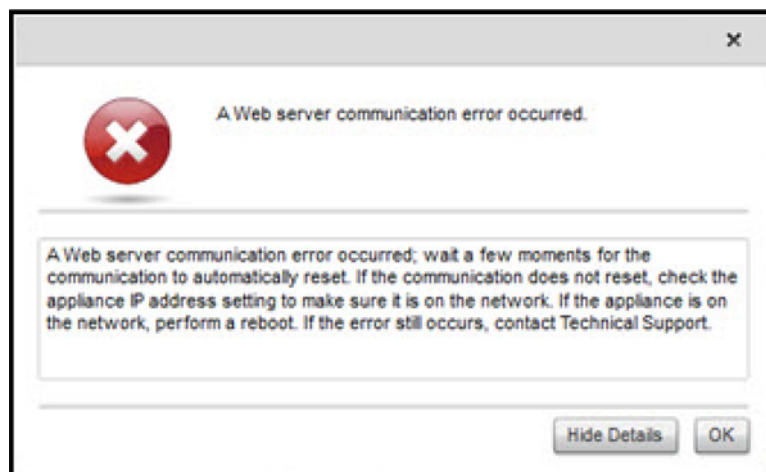 A Web server communication error occurred.
A Web server communication error occurred; wait a few moments for the
communication to automatically reset. If the communication does not reset, check the
appliance IP address setting to make sure it is on the network. If the appliance is on
the network, perform a reboot. If the error still occurs, contact Technical Support.
Hide Details OK